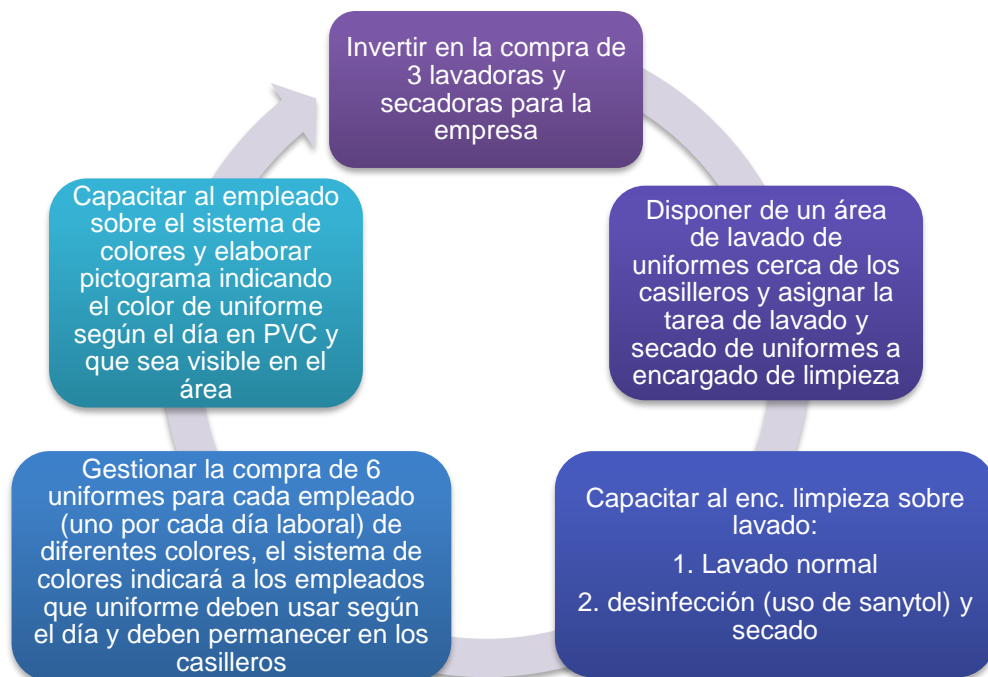 Invertir en la compra de
3 lavadoras y
secadoras para la
empresa
Disponer de un área
de lavado de
uniformes cerca de los
casilleros y asignar la
tarea de lavado y
secado de uniformes a
encargado de limpieza
Capacitar al enc. limpieza sobre
lavado:
1. Lavado normal
2. desinfección (uso de sanytol) y
secado
Gestionar la compra de 6
uniformes para cada empleado
(uno por cada día laboral) de
diferentes colores, el sistema de
colores indicará a los empleados
que uniforme deben usar según
el día y deben permanecer en los
casilleros
Capacitar al empleado
sobre el sistema de
colores y elaborar
pictograma indicando
el color de uniforme
según el día en PVC y
que sea visible en el
área